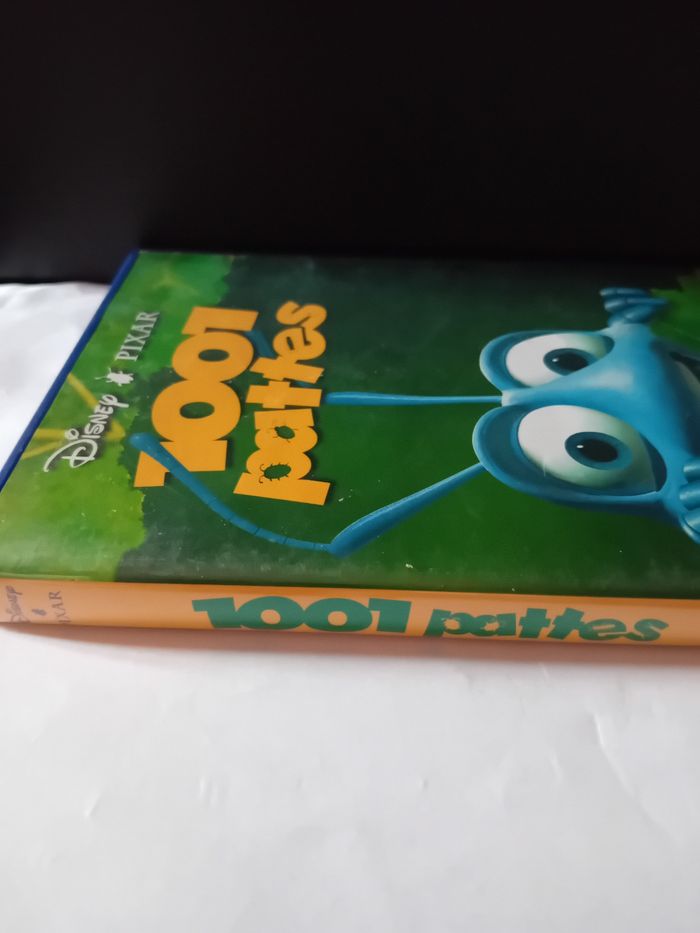 Disney PIXAR
1001
pattes
Disney
PIXAR
1001 pattes